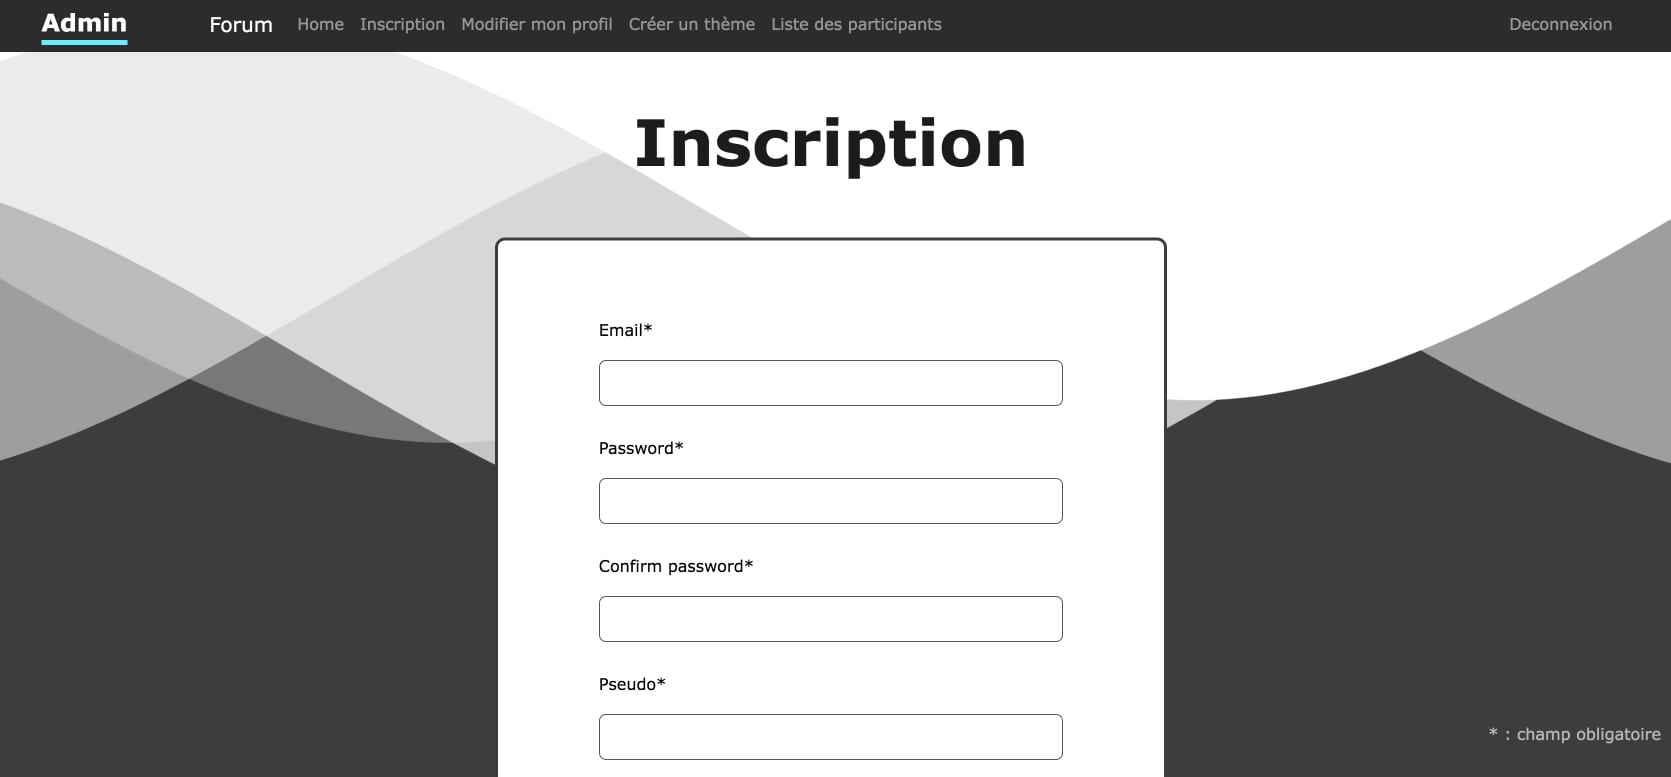 Admin Forum Home Inscription Modifier mon profil Créer un thème Liste des participants Deconnexion
Inscription
Email*
Password*
Confirm password*
Pseudo*
* : champ obligatoire